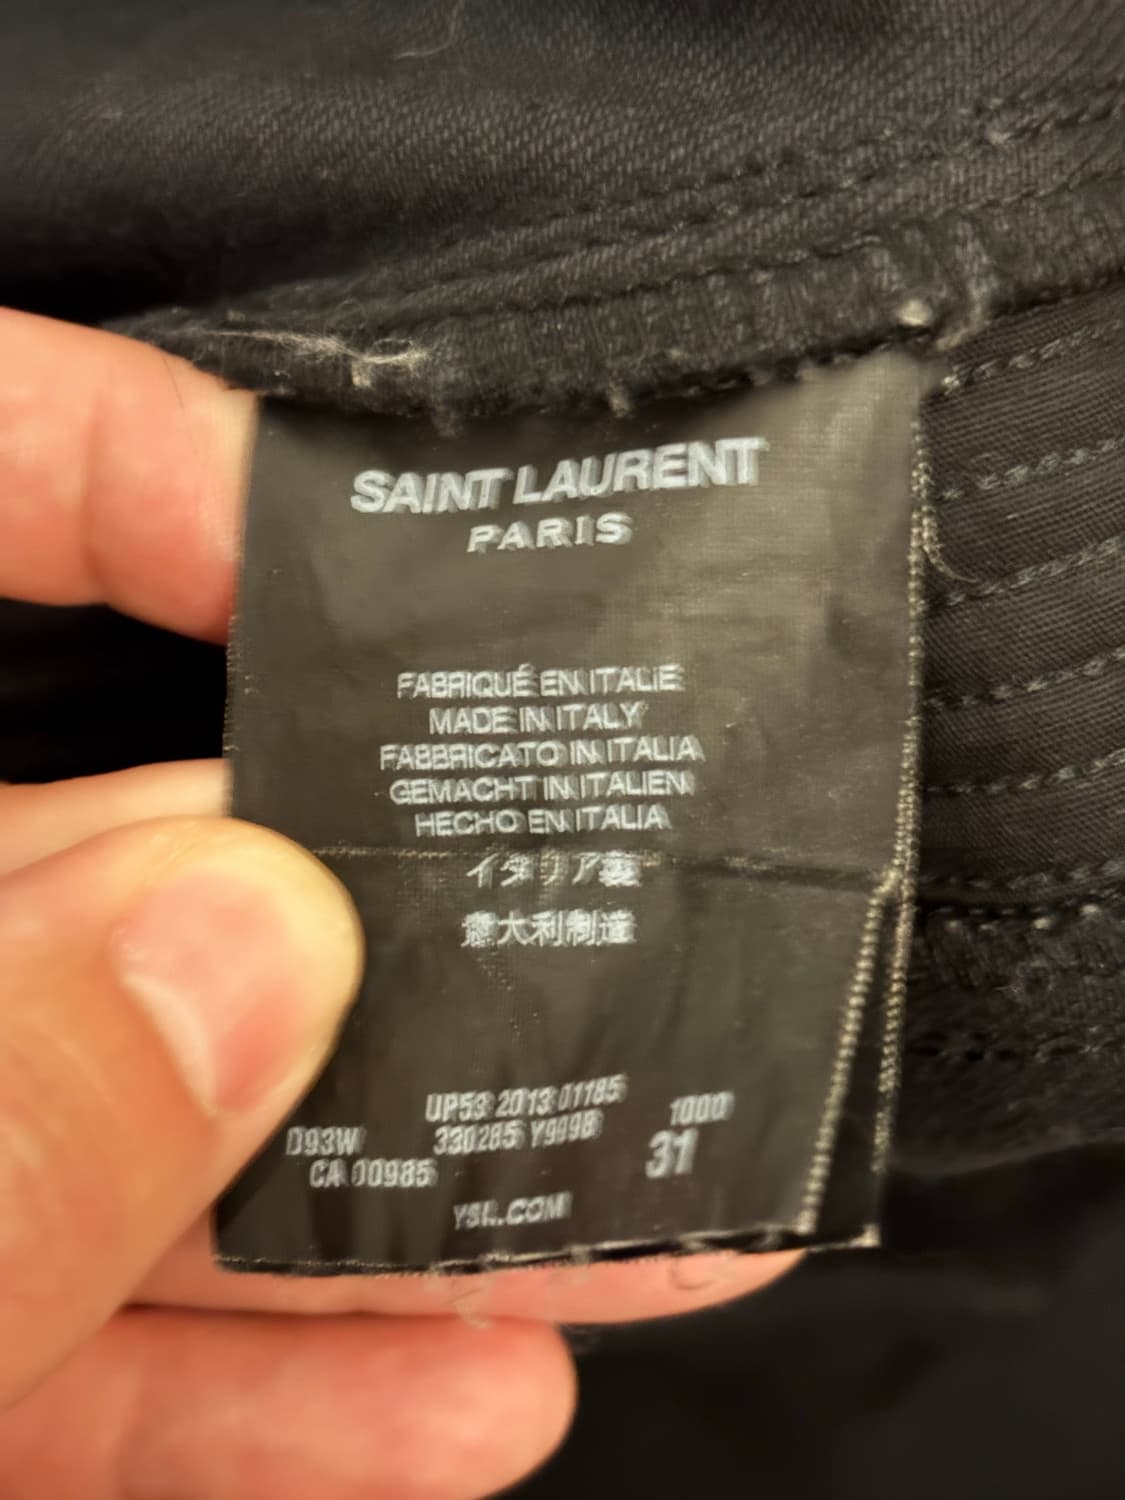 SAINT LAURENT
PARIS
FABRIQUÉ EN ITALIE
MADE IN ITALY
FABBRICATO IN ITALIA
GEMACHT IN ITALIEN
HECHO EN ITALIA
イタリア製
意大利制造
UP53 2013 01185
1000
D93W 330285 Y9998
31
CA 00985
YSL.COM